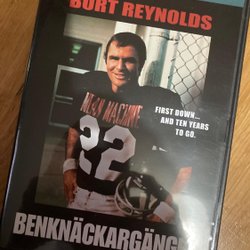 BURT REYNOLDS
MEAN MACHINE
22
FIRST DOWN...
AND TEN YEARS
TO GO.
BENKNÄCKARGÄNG